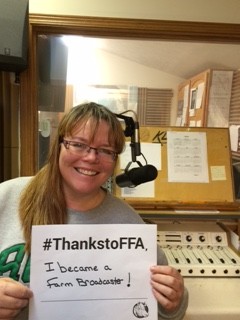 #ThankstoFFA,
I became a
Farm Broadcaster!